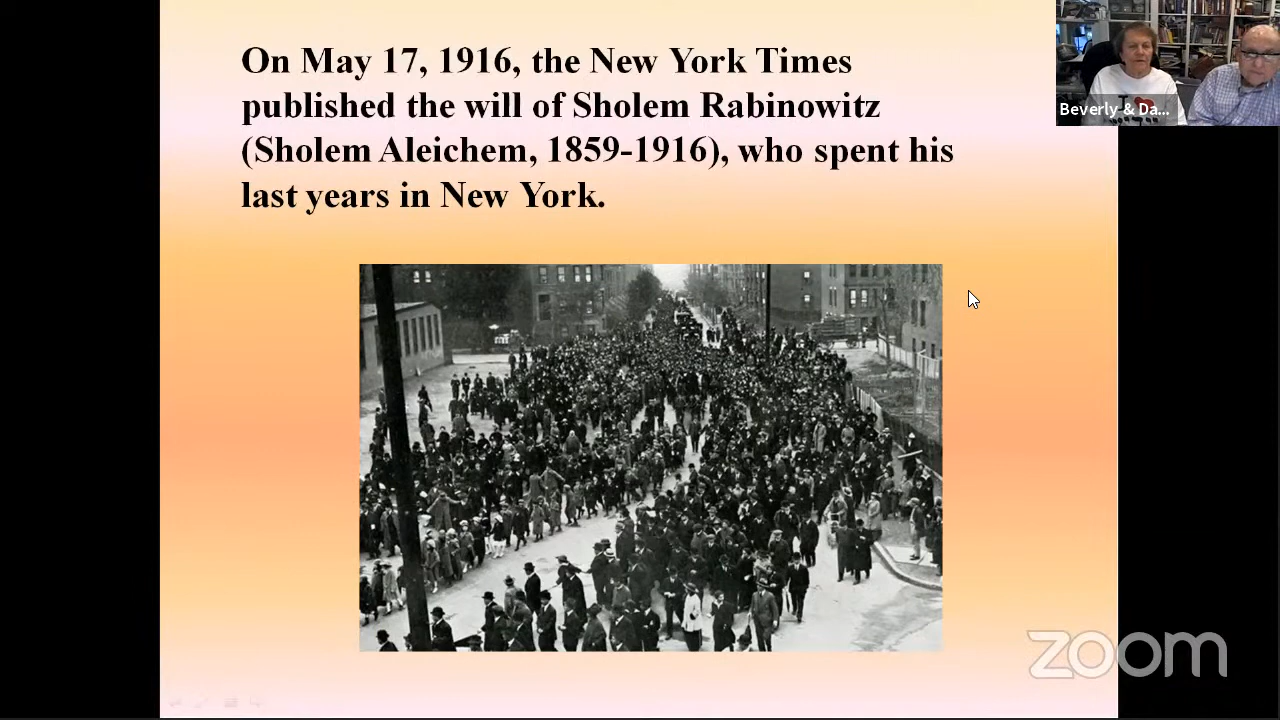 On May 17, 1916, the New York Times
published the will of Sholem Rabinowitz
(Sholem Aleichem, 1859-1916), who spent his
last years in New York.
Beverly & Da...
zoom